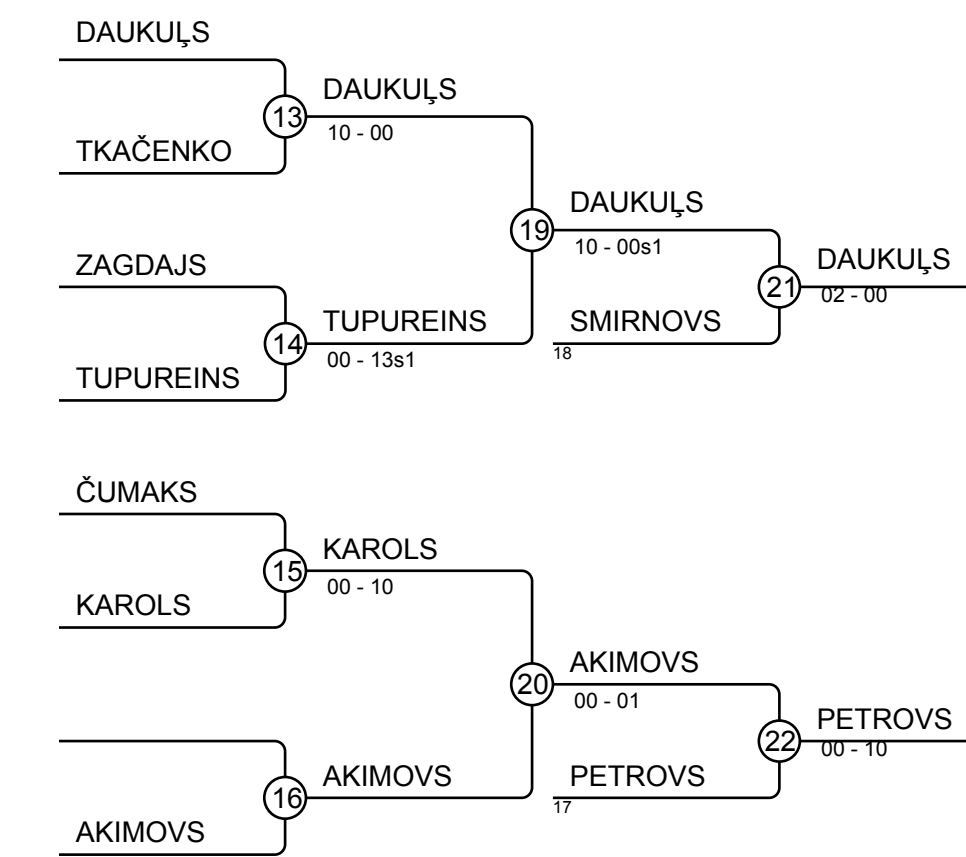 DAUKUĻS
13
DAUKUĻS
10 - 00
TKAČENKO
19
DAUKUĻS
10 - 00s1
ZAGDAJS
21
DAUKUĻS
02 - 00
14
TUPUREINS
00 - 13s1
SMIRNOVS
18
TUPUREINS
ČUMAKS
15
KAROLS
00 - 10
KAROLS
20
AKIMOVS
00 - 01
22
PETROVS
00 - 10
16
AKIMOVS
PETROVS
17
AKIMOVS